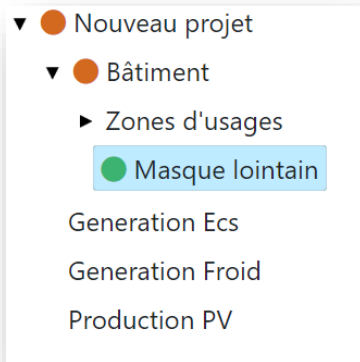 Nouveau projet
Bâtiment
Zones d'usages
Masque lointain
Generation Ecs
Generation Froid
Production PV